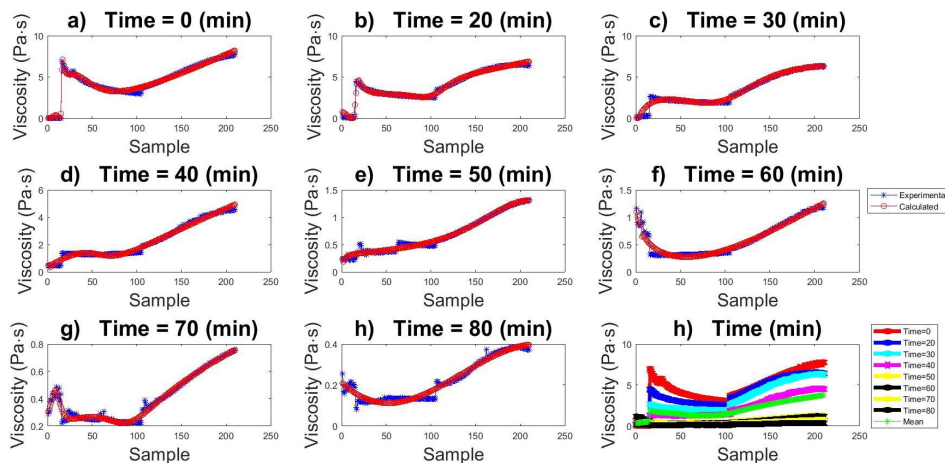 a) Time = 0 (min)
b) Time = 20 (min)
c) Time = 30 (min)
Viscosity (Pa·s)
10
5
0
0 50 100 150 200 250
Sample
Viscosity (Pa·s)
10
5
0
0 50 100 150 200 250
Sample
Viscosity (Pa·s)
10
5
0
0 50 100 150 200 250
Sample
d) Time = 40 (min)
e) Time = 50 (min)
f) Time = 60 (min)
Viscosity (Pa·s)
6
4
2
0
0 50 100 150 200 250
Sample
Viscosity (Pa·s)
1.5
1
0.5
0
0 50 100 150 200 250
Sample
Viscosity (Pa·s)
1.5
1
0.5
0
0 50 100 150 200 250
Sample
Experimenta
Calculated
g) Time = 70 (min)
h) Time = 80 (min)
h) Time (min)
Viscosity (Pa·s)
0.8
0.6
0.4
0.2
0 50 100 150 200 250
Sample
Viscosity (Pa·s)
0.4
0.2
0
0 50 100 150 200 250
Sample
Viscosity (Pa·s)
10
5
0
0 50 100 150 200 250
Sample
Time=0
Time=20
Time=30
Time=40
Time=50
Time=60
Time=70
Time=80
Mean